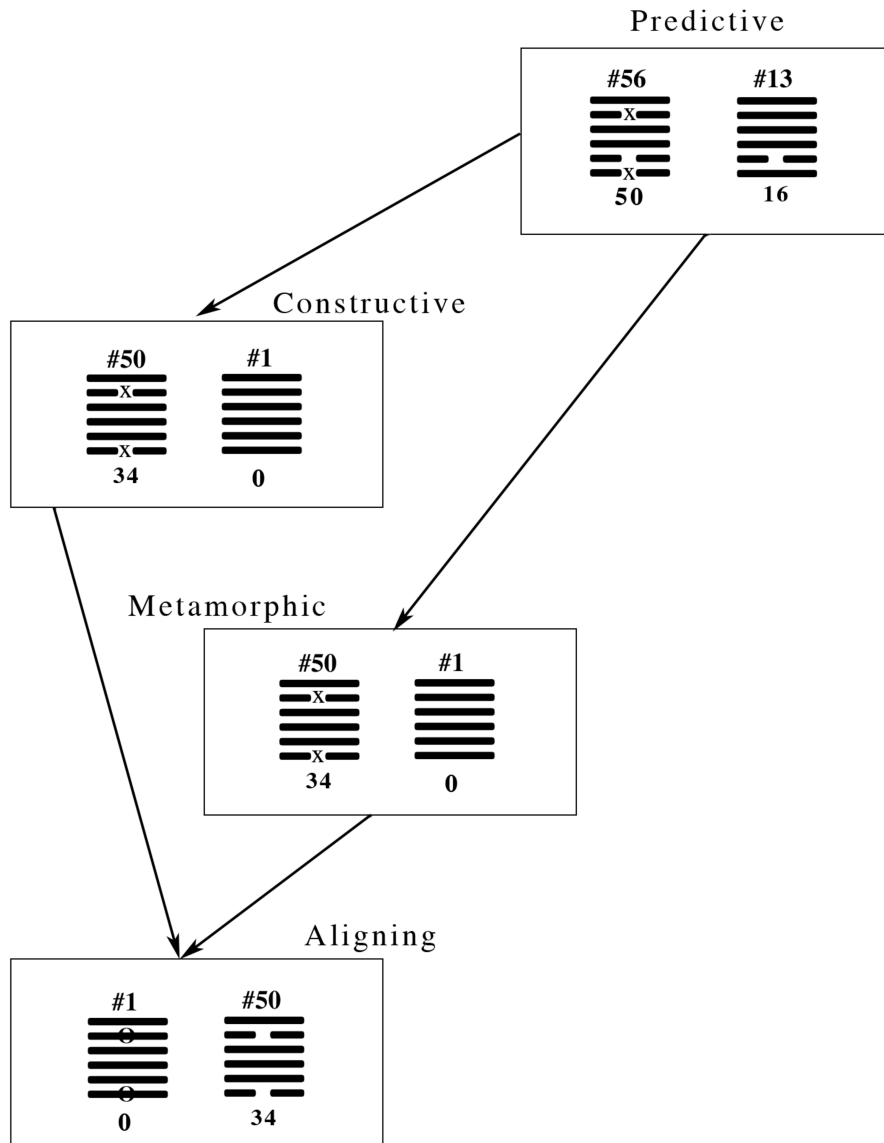 Predictive
#56 #13
x
x
50 16
Constructive
#50 #1
x
x
34 0
Metamorphic
#50 #1
x
x
34 0
Aligning
#1 #50
O
O
0 34